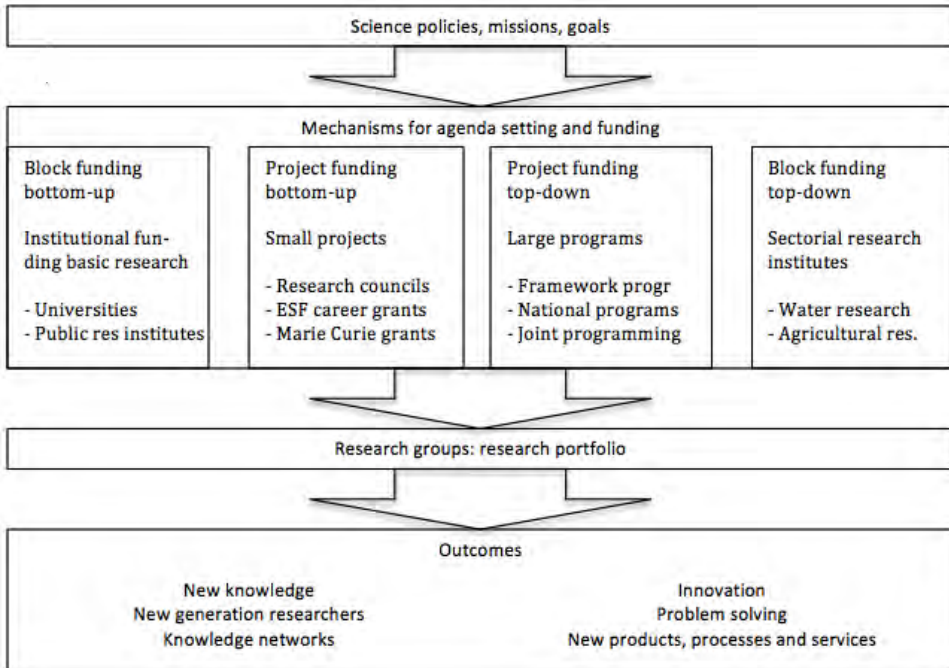 Science policies, missions, goals
Mechanisms for agenda setting and funding
Block funding
bottom-up
Institutional fun-
ding basic research
- Universities
- Public res institutes
Project funding
bottom-up
Small projects
- Research councils
- ESF career grants
- Marie Curie grants
Project funding
top-down
Large programs
- Framework progr
- National programs
- Joint programming
Block funding
top-down
Sectorial research
institutes
- Water research
- Agricultural res.
Research groups: research portfolio
Outcomes
New knowledge
New generation researchers
Knowledge networks
Innovation
Problem solving
New products, processes and services